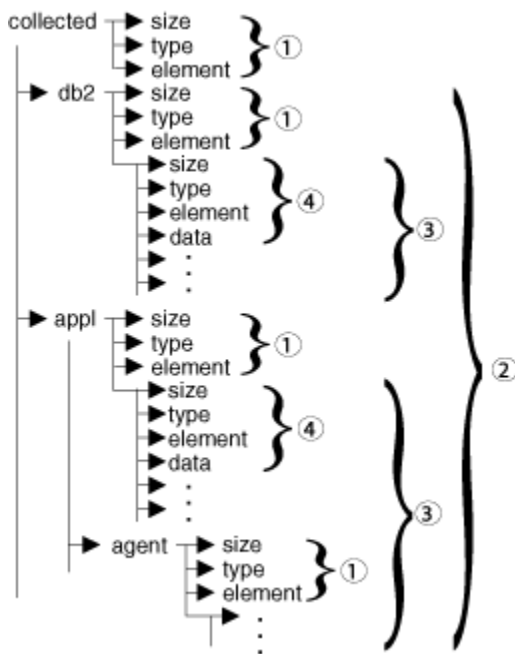 collected size
type ①
element
db2 size
type ①
element
size
type
element ④
data ③
appl size
type ①
element ②
size
type
element ④
data
③
agent size
type ①
element